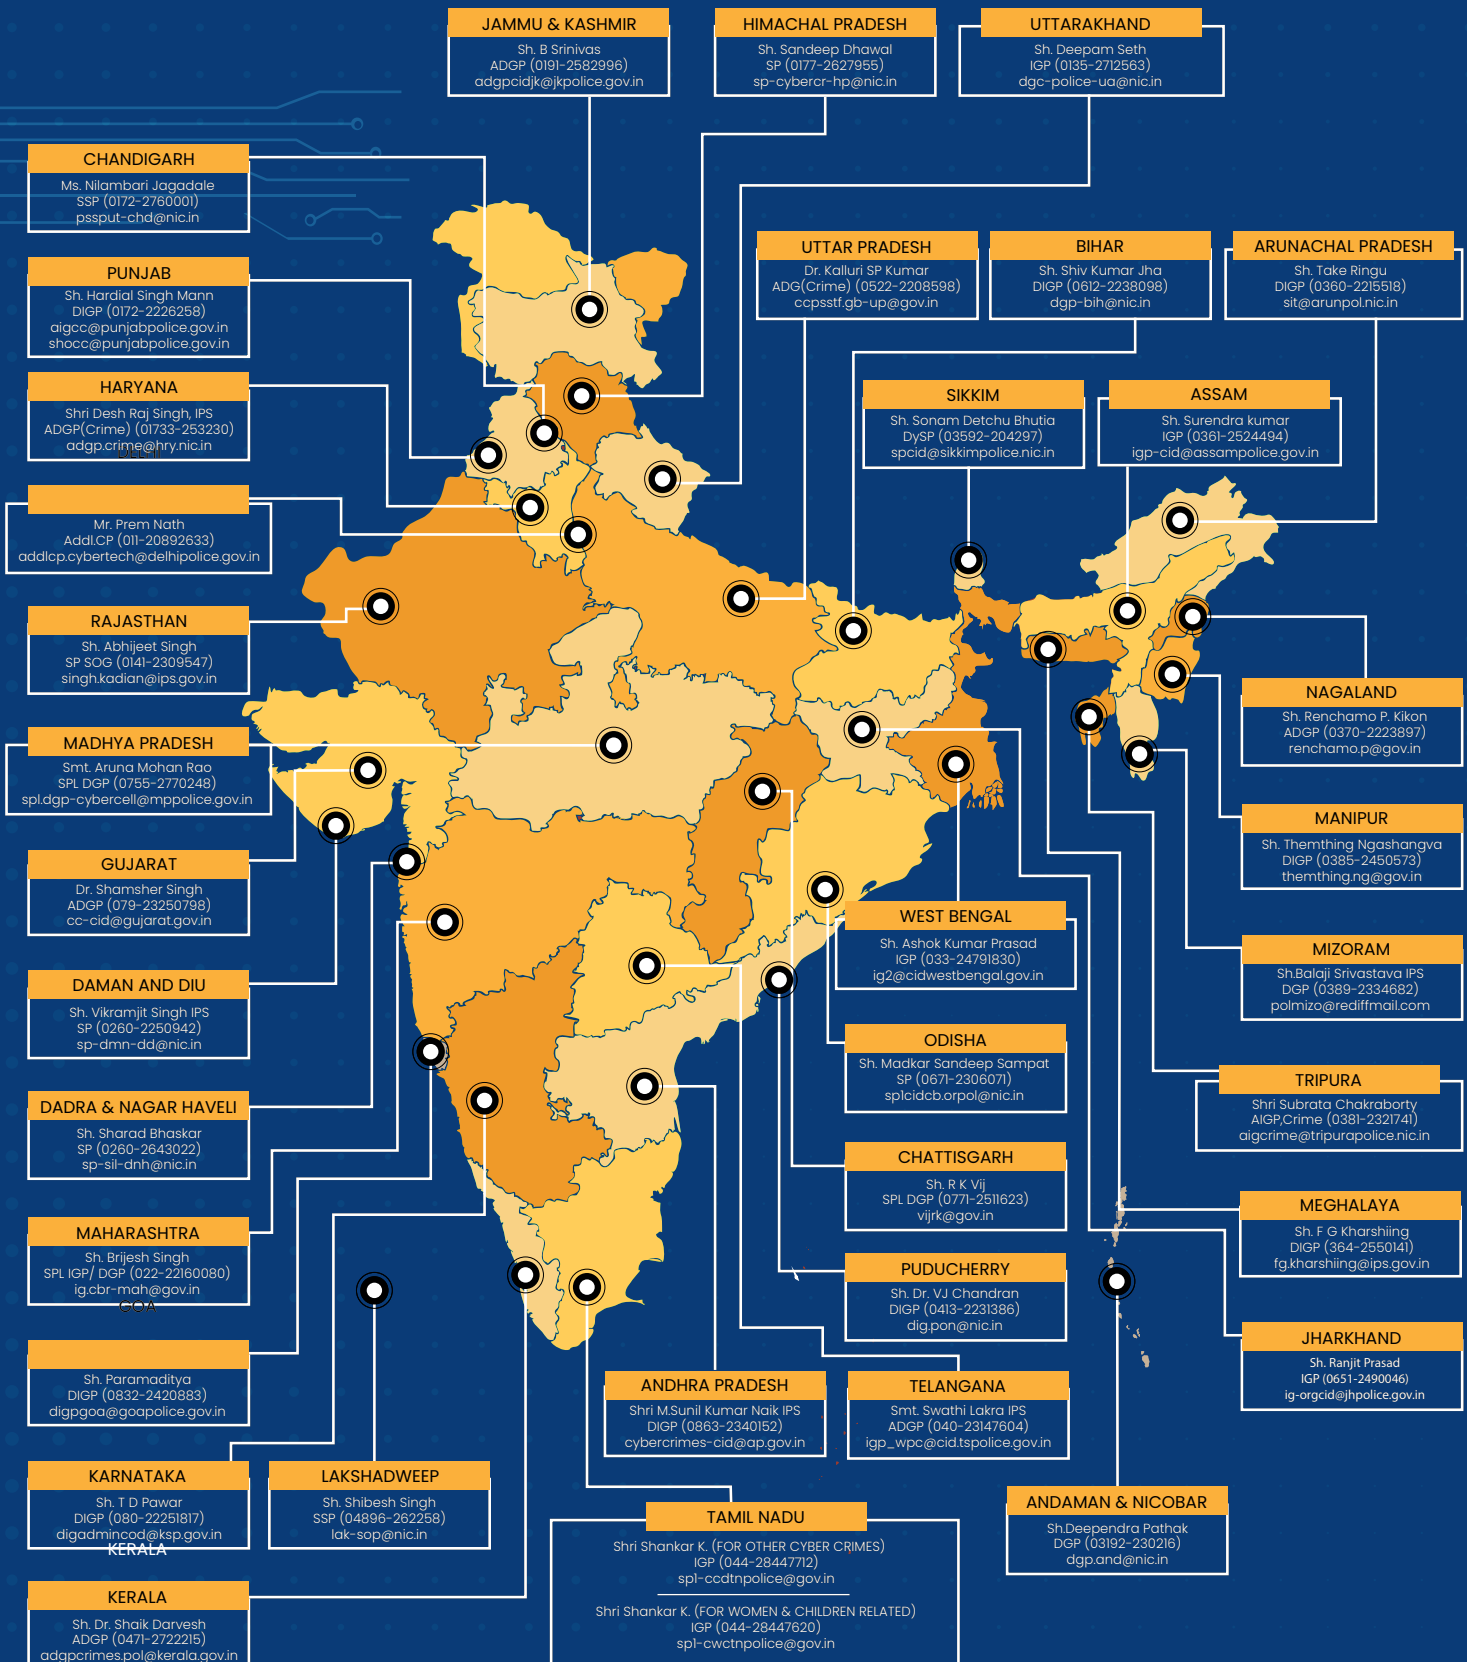 JAMMU & KASHMIR
Sh. B Srinivas
ADGP (0191-2582996)
adgpcidjk@jkpolice.gov.in
HIMACHAL PRADESH
Sh. Sandeep Dhawal
SP (0177-2627955)
sp-cybercr-hp@nic.in
UTTARAKHAND
Sh. Deepam Seth
IGP (0135-2712563)
dgc-police-ua@nic.in
CHANDIGARH
Ms. Nilambari Jagadale
SSP (0172-2760001)
pssput-chd@nic.in
PUNJAB
Sh. Hardial Singh Mann
DIGP (0172-2226258)
aigcc@punjabpolice.gov.in
shocc@punjabpolice.gov.in
UTTAR PRADESH
Dr. Kalluri SP Kumar
ADG(Crime) (0522-2208598)
ccpsstf.gb-up@gov.in
BIHAR
Sh. Shiv Kumar Jha
DIGP (0612-2238098)
dgp-bih@nic.in
ARUNACHAL PRADESH
Sh. Take Ringu
DIGP (0360-2215518)
sit@arunpol.nic.in
HARYANA
Shri Desh Raj Singh, IPS
ADGP(Crime) (01733-253230)
adgp.crime@hry.nic.in
DELHI
Mr. Prem Nath
Addl.CP (011-20892633)
addlcp.cybertech@delhipolice.gov.in
SIKKIM
Sh. Sonam Detchu Bhutia
DySP (03592-204297)
spcid@sikkimpolice.nic.in
ASSAM
Sh. Surendra kumar
IGP (0361-2524494)
igp-cid@assampolice.gov.in
RAJASTHAN
Sh. Abhijeet Singh
SP SOG (0141-2309547)
singh.kadian@ips.gov.in
MADHYA PRADESH
Smt. Aruna Mohan Rao
SPL DGP (0755-2770248)
spl.dgp-cybercell@mppolice.gov.in
NAGALAND
Sh. Renchamo P. Kikon
ADGP (0370-2223897)
renchamo.p@gov.in
MANIPUR
Sh. Themthing Ngashangva
DIGP (0385-2450573)
themthing.ng@gov.in
GUJARAT
Dr. Shamsher Singh
ADGP (079-23250798)
cc-cid@gujarat.gov.in
WEST BENGAL
Sh. Ashok Kumar Prasad
IGP (033-24791830)
ig2@cidwestbengal.gov.in
MIZORAM
Sh.Balaji Srivastava IPS
DGP (0389-2334682)
polmizo@rediffmail.com
DAMAN AND DIU
Sh. Vikramjit Singh IPS
SP (0260-2250942)
sp-dmn-dd@nic.in
ODISHA
Sh. Madkar Sandeep Sampat
SP (0671-2306071)
sp1cidcb.orpol@nic.in
TRIPURA
Shri Subrata Chakraborty
AIGP,Crime (0381-2321741)
aigcrime@tripurapolice.nic.in
DADRA & NAGAR HAVELI
Sh. Sharad Bhaskar
SP (0260-2643022)
sp-sil-dnh@nic.in
CHATTISGARH
Sh. R K Vij
SPL DGP (0771-2511623)
vijrk@gov.in
MEGHALAYA
Sh. F G Kharshiing
DIGP (364-2550141)
fg.kharshiing@ips.gov.in
MAHARASHTRA
Sh. Brijesh Singh
SPL IGP/ DGP (022-22160080)
ig.cbr-mah@gov.in
GOA
Sh. Paramaditya
DIGP (0832-2420883)
digpgoa@goapolice.gov.in
PUDUCHERRY
Sh. Dr. VJ Chandran
DIGP (0413-2231386)
dig.pon@nic.in
JHARKHAND
Sh. Ranjit Prasad
IGP (0651-2490046)
ig-orgcid@jhpolice.gov.in
ANDHRA PRADESH
Shri M.Sunil Kumar Naik IPS
DIGP (0863-2340152)
cybercrimes-cid@ap.gov.in
TELANGANA
Smt. Swathi Lakra IPS
ADGP (040-23147604)
igp_wpc@cid.tspolice.gov.in
KARNATAKA
Sh. T D Pawar
DIGP (080-22251817)
digadmincod@ksp.gov.in
KERALA
LAKSHADWEEP
Sh. Shibesh Singh
SSP (04896-262258)
lak-sop@nic.in
TAMIL NADU
Shri Shankar K. (FOR OTHER CYBER CRIMES)
IGP (044-28447712)
sp1-ccdtnpolice@gov.in
Shri Shankar K. (FOR WOMEN & CHILDREN RELATED)
IGP (044-28447620)
sp1-cwctnpolice@gov.in
ANDAMAN & NICOBAR
Sh.Deependra Pathak
DGP (03192-230216)
dgp.and@nic.in
KERALA
Sh. Dr. Shaik Darvesh
ADGP (0471-2722215)
adgpcrimes.pol@kerala.gov.in